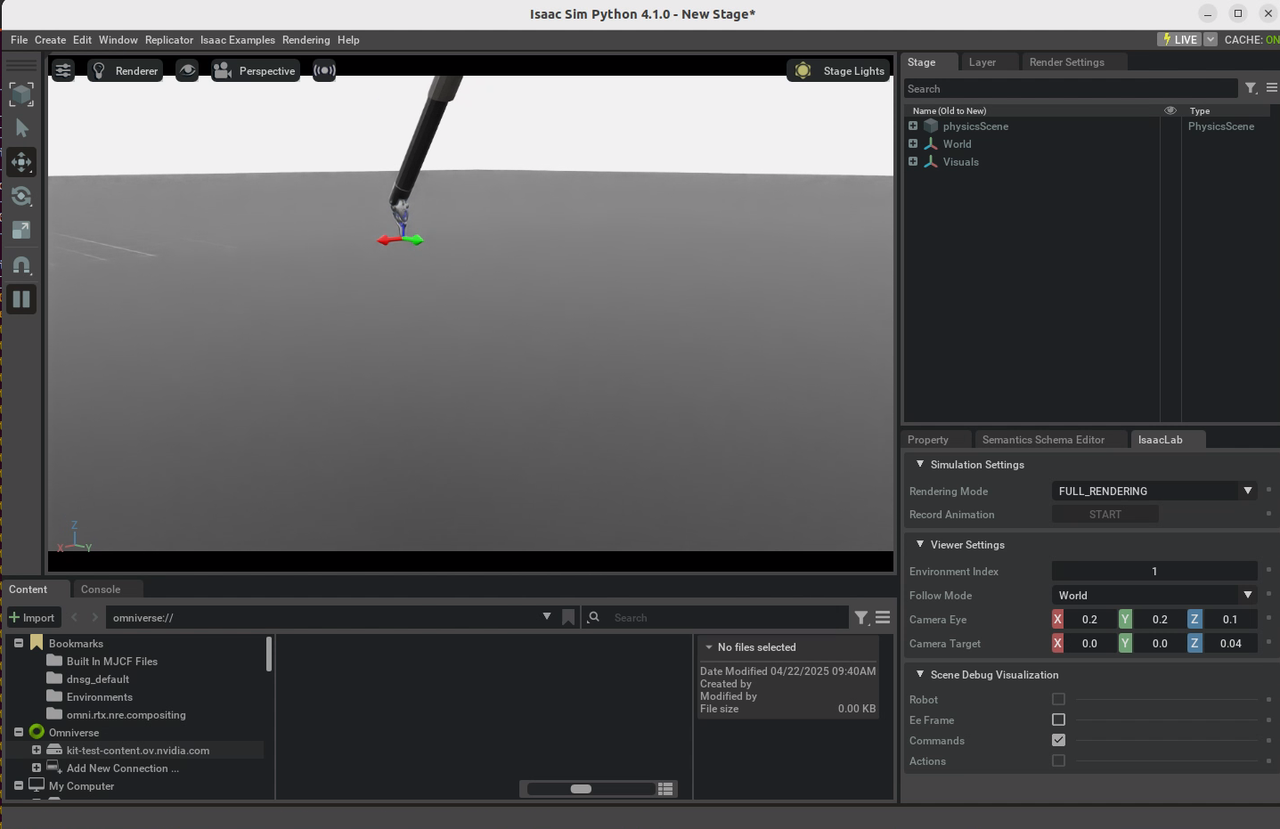 Isaac Sim Python 4.1.0 - New Stage*
File Create Edit Window Replicator Isaac Examples Rendering Help
LIVE CACHE: ON
Renderer Perspective Stage Lights
Stage Layer Render Settings
Search
Name (Old to New) Type
physicsScene PhysicsScene
World
Visuals
Z
X Y
Property Semantics Schema Editor IsaacLab
Simulation Settings
Rendering Mode FULL_RENDERING
Record Animation START
Viewer Settings
Environment Index 1
Follow Mode World
Camera Eye X 0.2 Y 0.2 Z 0.1
Camera Target X 0.0 Y 0.0 Z 0.04
Scene Debug Visualization
Robot
Ee Frame
Commands
Actions
Content Console
Import omniverse:// Search
Bookmarks
Built In MJCF Files
dnsg_default
Environments
omni.rtx.nre.compositing
Omniverse
kit-test-content.ov.nvidia.com
Add New Connection ...
My Computer
No files selected
Date Modified 04/22/2025 09:40AM
Created by
Modified by
File size 0.00 KB